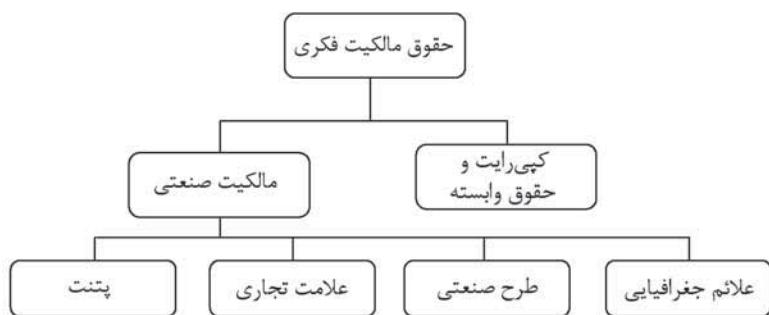 حقوق مالکیت فکری
کپی‌رایت و
حقوق وابسته
مالکیت صنعتی
علائم جغرافیایی
طرح صنعتی
علامت تجاری
پتنت